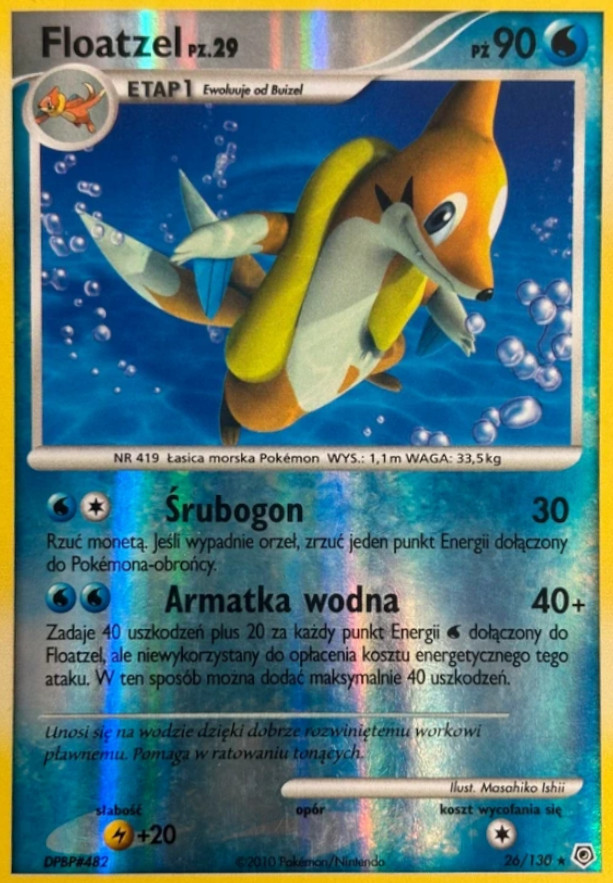 Floatzel PZ.29 PŻ 90
ETAP 1 Ewoluuje od Buizel
NR 419 Łasica morska Pokémon WYS.: 1,1 m WAGA: 33,5 kg
Śrubogon 30
Rzuć monetą. Jeśli wypadnie orzeł, zrzuć jeden punkt Energii dołączony
do Pokémona-obrońcy.
Armatka wodna 40+
Zadaje 40 uszkodzeń plus 20 za każdy punkt Energii dołączony do
Floatzel, ale niewykorzystany do opłacenia kosztu energetycznego tego
ataku. W ten sposób można dodać maksymalnie 40 uszkodzeń.
Unosi się na wodzie dzięki dobrze rozwiniętemu workowi
pławnemu. Pomaga w ratowaniu tonących.
Ilust. Masahiko Ishii
słabość opór koszt wycofania się
+20
DPBP#482 ©2010 Pokémon/Nintendo 26/130 ★